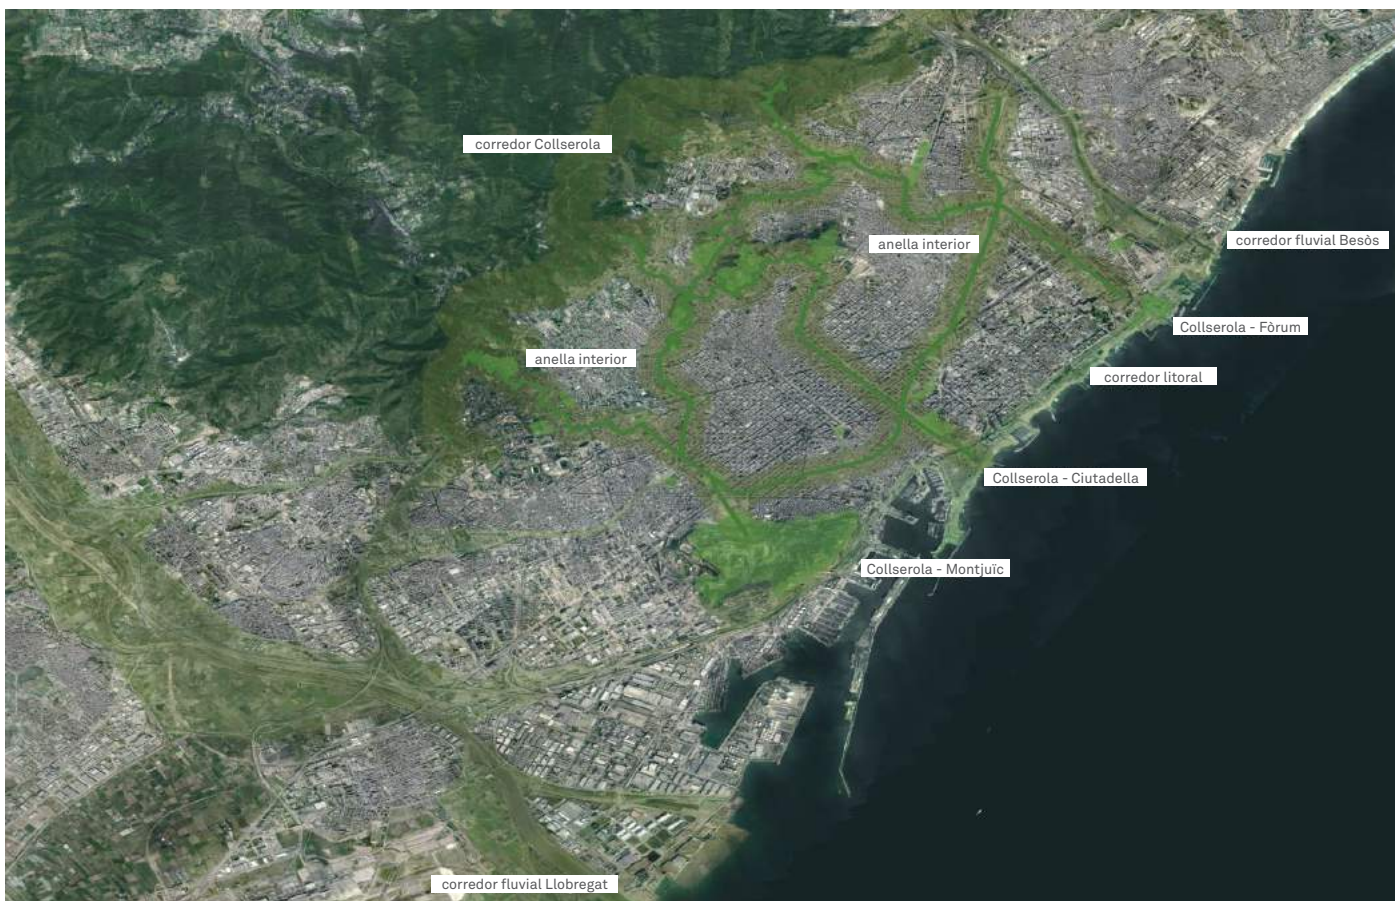 corredor Collserola
corredor fluvial Besòs
anella interior
Collserola - Fòrum
anella interior
corredor litoral
Collserola - Ciutadella
Collserola - Montjuïc
corredor fluvial Llobregat